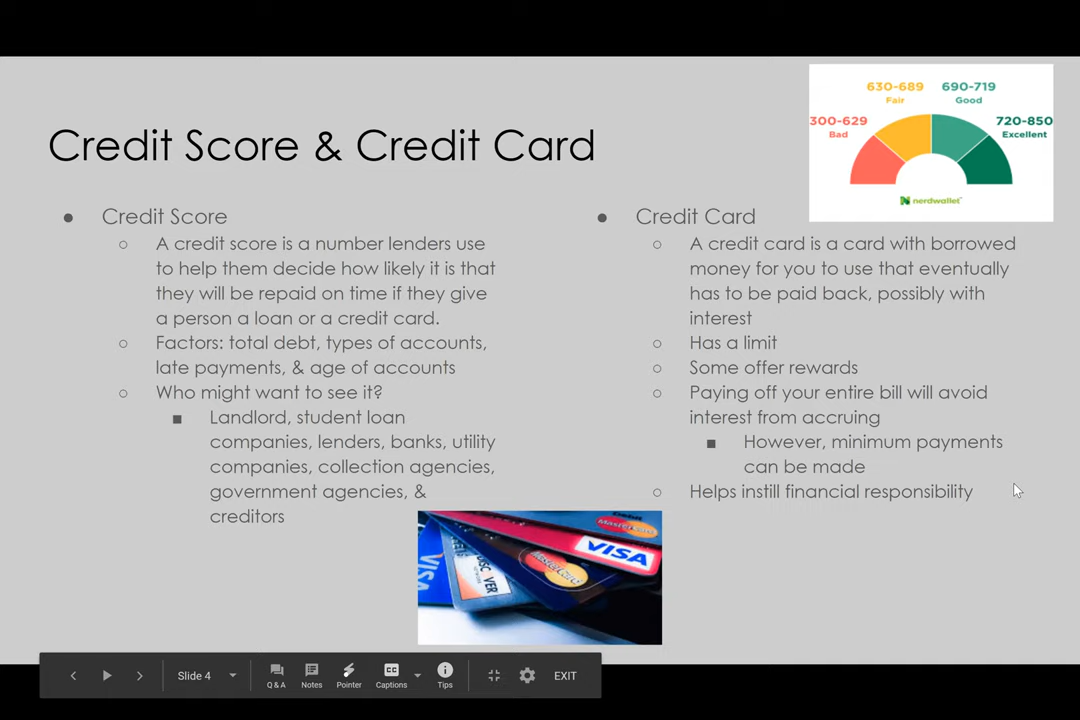 Credit Score & Credit Card
630-689
Fair
690-719
Good
300-629
Bad
720-850
Excellent
nerdwallet
● Credit Score
○ A credit score is a number lenders use
to help them decide how likely it is that
they will be repaid on time if they give
a person a loan or a credit card.
○ Factors: total debt, types of accounts,
late payments, & age of accounts
○ Who might want to see it?
■ Landlord, student loan
companies, lenders, banks, utility
companies, collection agencies,
government agencies, &
creditors
● Credit Card
○ A credit card is a card with borrowed
money for you to use that eventually
has to be paid back, possibly with
interest
○ Has a limit
○ Some offer rewards
○ Paying off your entire bill will avoid
interest from accruing
■ However, minimum payments
can be made
○ Helps instill financial responsibility
MasterCard
VISA
MasterCard
DISCOVER
VISA
Slide 4
Q & A
Notes
Pointer
CC
Captions
Tips
EXIT